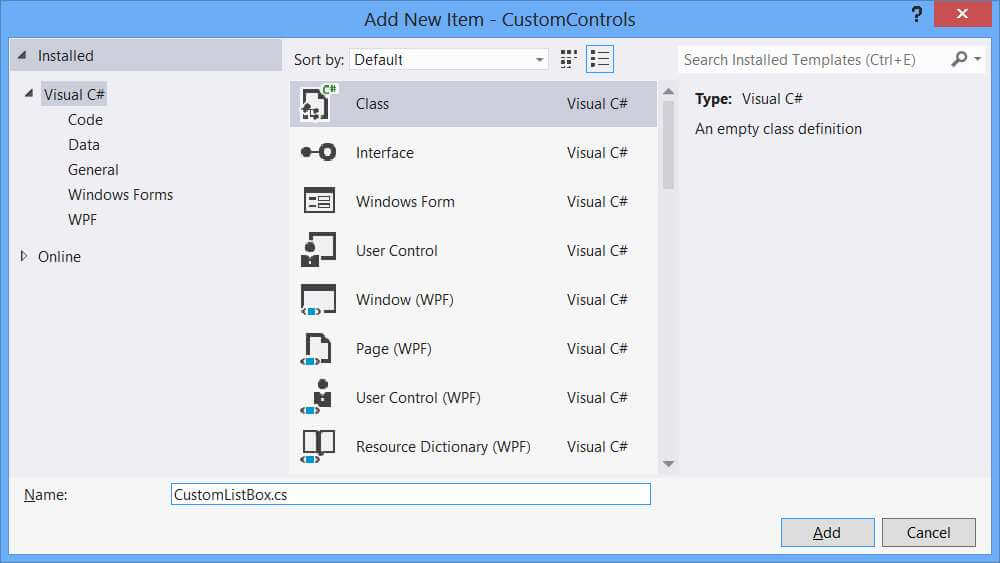 Add New Item - CustomControls
?
Installed
Sort by: Default
Search Installed Templates (Ctrl+E)
Visual C#
Code
Data
General
Windows Forms
WPF
Online
C#
Class Visual C#
Interface Visual C#
Windows Form Visual C#
User Control Visual C#
Window (WPF) Visual C#
Page (WPF) Visual C#
User Control (WPF) Visual C#
Resource Dictionary (WPF) Visual C#
Type: Visual C#
An empty class definition
Name: CustomListBox.cs
Add Cancel